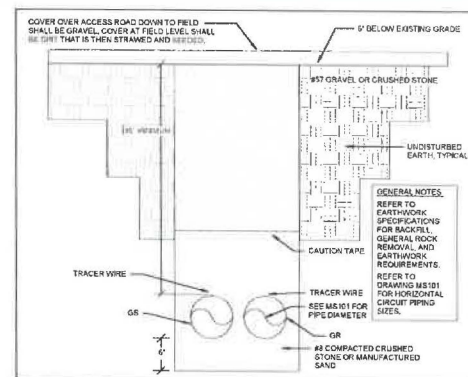 COVER OVER ACCESS ROAD DOWN TO FIELD
SHALL BE GRAVEL, COVER AT FIELD LEVEL SHALL
BE DIRT THAT IS THEN STRAWED AND SEEDED.
6" BELOW EXISTING GRADE
#57 GRAVEL OR CRUSHED STONE
UNDISTURBED
EARTH, TYPICAL
GENERAL NOTES
REFER TO
EARTHWORK
SPECIFICATIONS
FOR BACKFILL,
GENERAL ROCK
REMOVAL, AND
EARTHWORK
REQUIREMENTS.
REFER TO
DRAWING MS101
FOR HORIZONTAL
CIRCUIT PIPING
SIZES.
CAUTION TAPE
TRACER WIRE
TRACER WIRE
SEE MS101 FOR
PIPE DIAMETER
GS
GR
#8 COMPACTED CRUSHED
STONE OR MANUFACTURED
SAND
6"